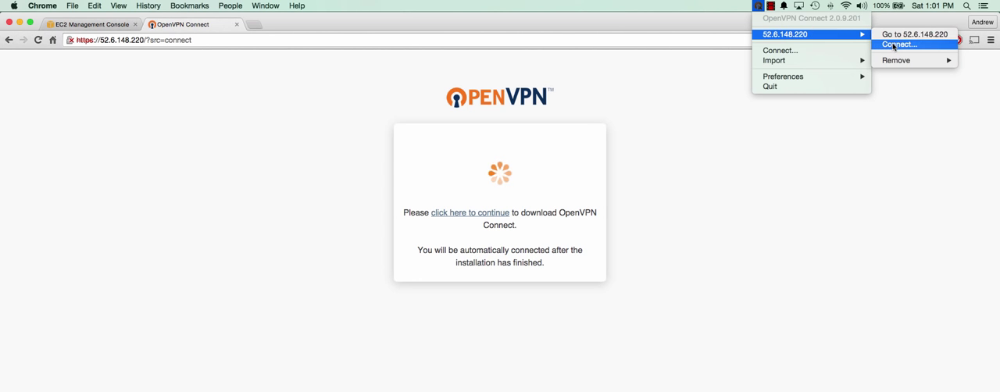 Chrome File Edit View History Bookmarks People Window Help 100% Sat 1:01 PM
EC2 Management Console OpenVPN Connect Andrew
https://52.6.148.220/?src=connect
OpenVPN Connect 2.0.9.201
52.6.148.220
Connect...
Import
Preferences
Quit
Go to 52.6.148.220
Connect...
Remove
OPENVPN™
Please click here to continue to download OpenVPN
Connect.
You will be automatically connected after the
installation has finished.